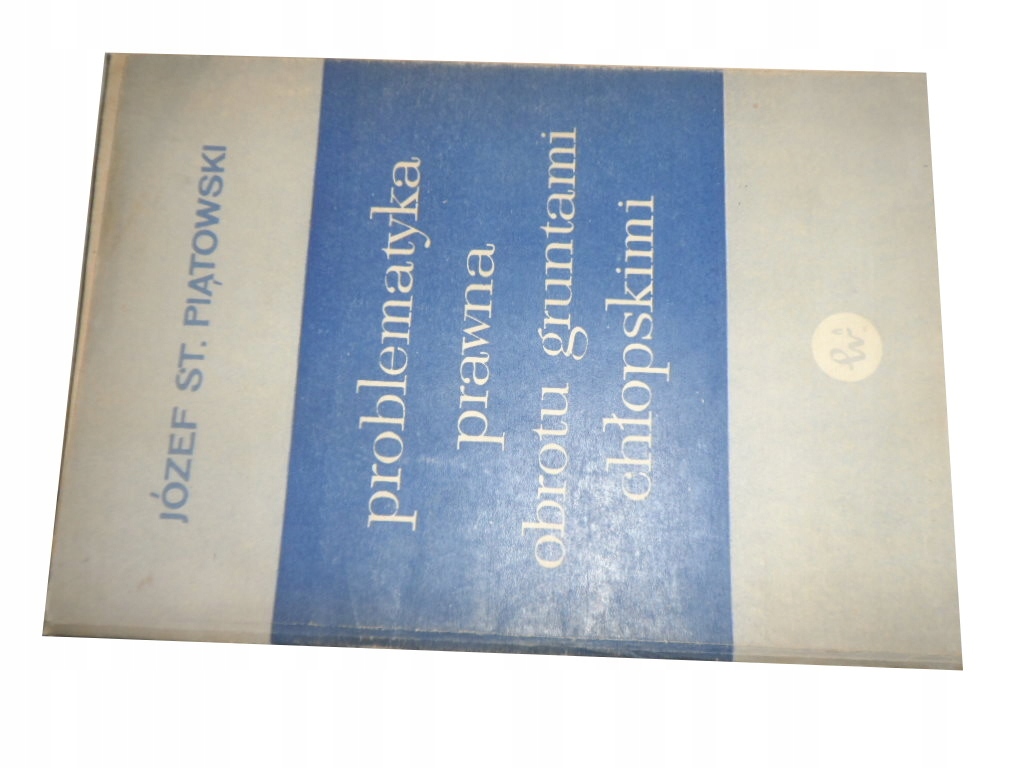 JÓZEF ST. PIĄTOWSKI
problematyka
prawna
obrotu gruntami
chłopskimi